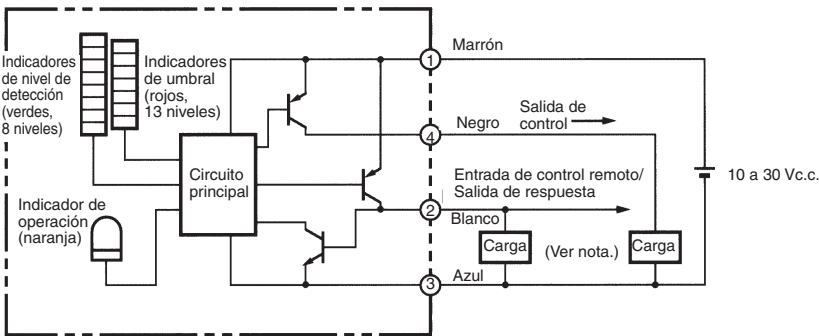 Indicadores
de nivel de
detección
(verdes,
8 niveles)
Indicadores
de umbral
(rojos,
13 niveles)
Indicador de
operación
(naranja)
Circuito
principal
1
Marrón
4
Negro
Salida de
control
Entrada de control remoto/
Salida de respuesta
2
Blanco
Carga
(Ver nota.)
Carga
3
Azul
10 a 30 Vc.c.